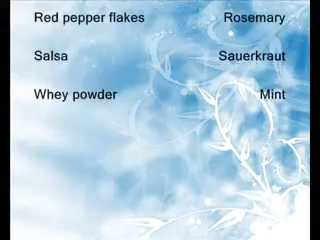 Red pepper flakes Rosemary
Salsa Sauerkraut
Whey powder Mint